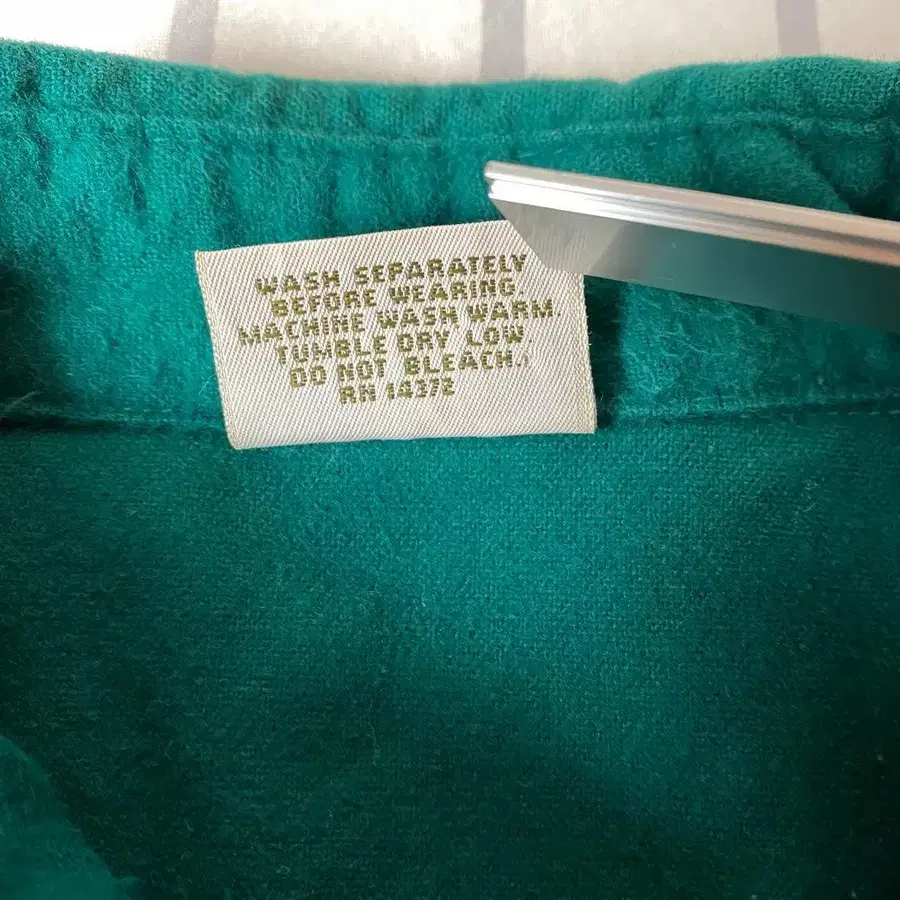 WASH SEPARATELY
BEFORE WEARING.
MACHINE WASH WARM
TUMBLE DRY LOW
DO NOT BLEACH.
RN 14372